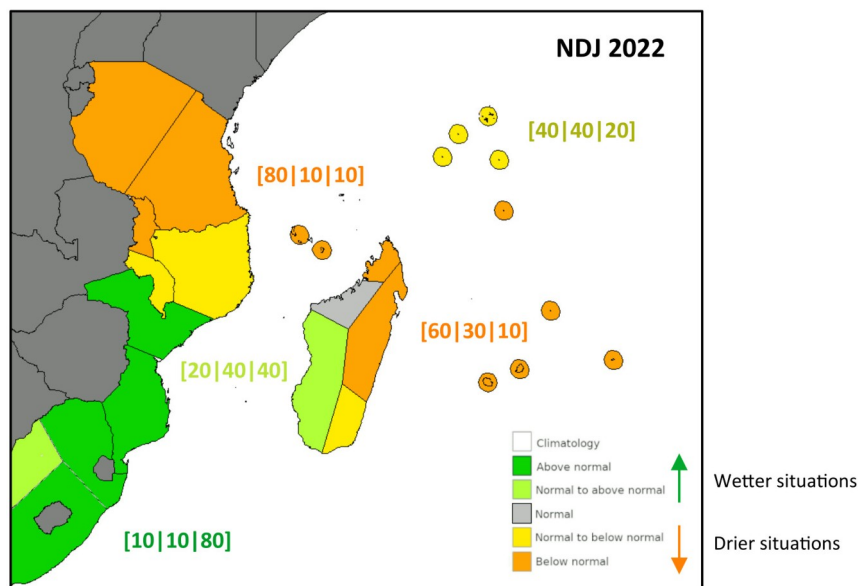 NDJ 2022
[40|40|20]
[80|10|10]
[60|30|10]
[20|40|40]
Climatology
Above normal
Normal to above normal
Normal
Normal to below normal
Below normal
Wetter situations
Drier situations
[10|10|80]